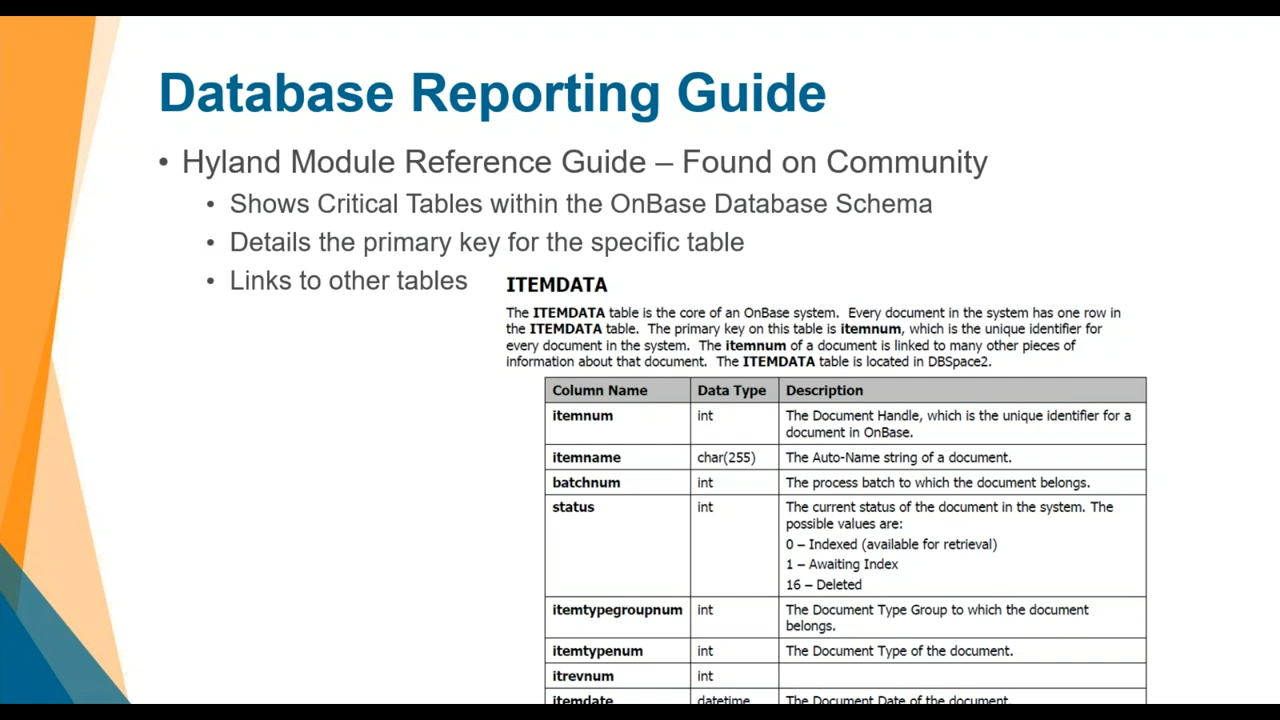 Database Reporting Guide
• Hyland Module Reference Guide – Found on Community
• Shows Critical Tables within the OnBase Database Schema
• Details the primary key for the specific table
• Links to other tables
ITEMDATA
The ITEMDATA table is the core of an OnBase system. Every document in the system has one row in
the ITEMDATA table. The primary key on this table is itemnum, which is the unique identifier for
every document in the system. The itemnum of a document is linked to many other pieces of
information about that document. The ITEMDATA table is located in DBSpace2.
Column Name Data Type Description
itemnum int The Document Handle, which is the unique identifier for a
document in OnBase.
itemname char(255) The Auto-Name string of a document.
batchnum int The process batch to which the document belongs.
status int The current status of the document in the system. The
possible values are:
0 – Indexed (available for retrieval)
1 – Awaiting Index
16 – Deleted
itemtypegroupnum int The Document Type Group to which the document
belongs.
itemtypenum int The Document Type of the document.
itrevnum int
itemdate datetime The Document Date of the document.